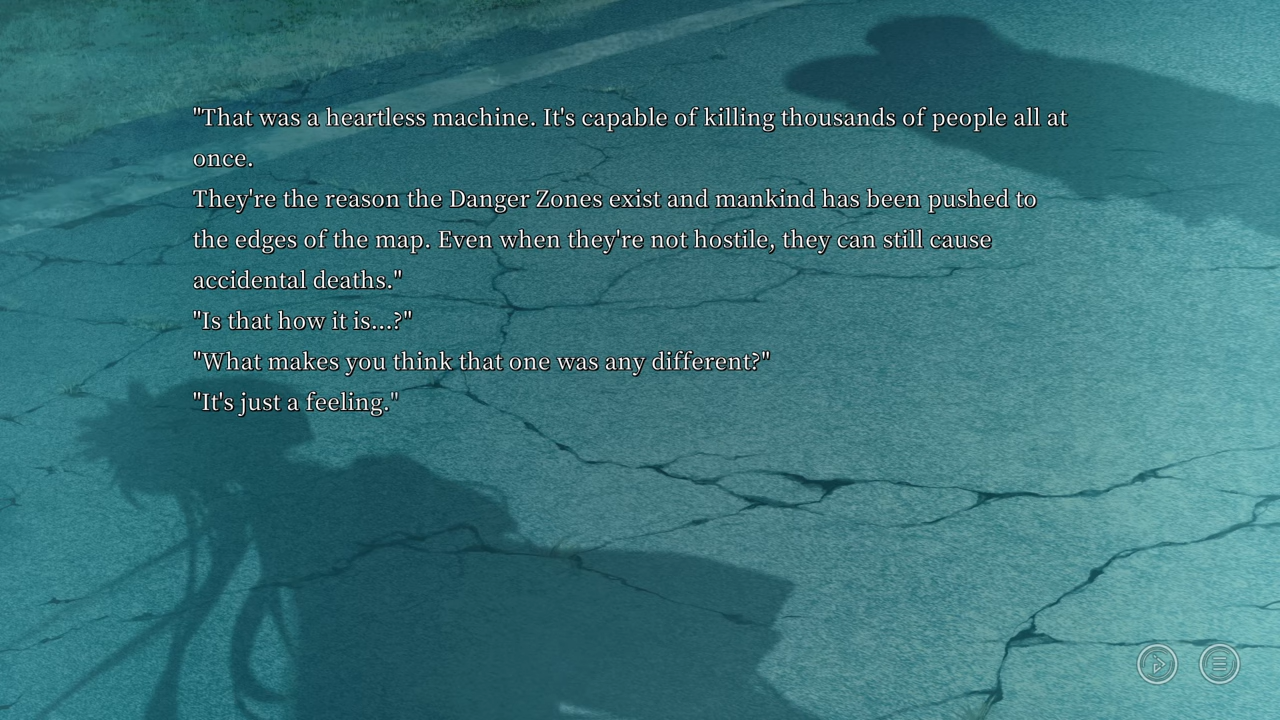 "That was a heartless machine. It's capable of killing thousands of people all at
once.
They're the reason the Danger Zones exist and mankind has been pushed to
the edges of the map. Even when they're not hostile, they can still cause
accidental deaths."
"Is that how it is...?"
"What makes you think that one was any different?"
"It's just a feeling."